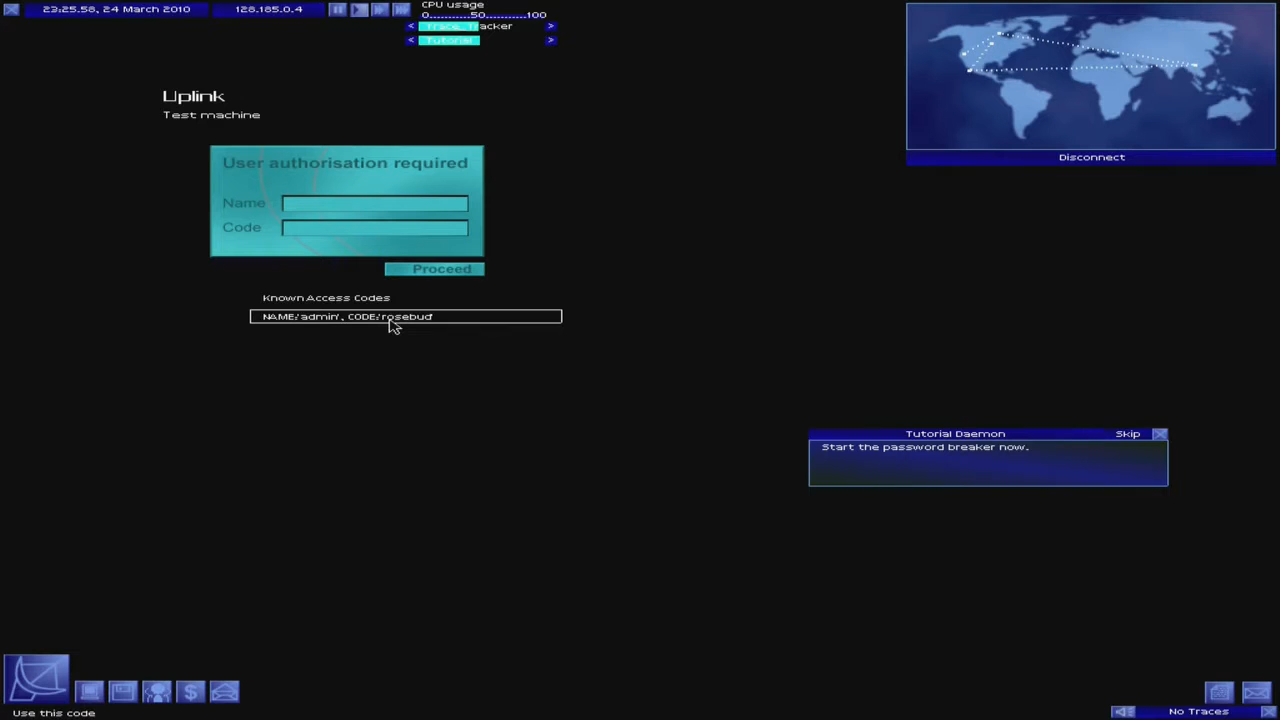 23:25.58, 24 March 2010
128.185.0.4
CPU usage
0..........50..........100
Trace_Tracker
Tutorial
Uplink
Test machine
User authorisation required
Name
Code
Proceed
Known Access Codes
NAME:'admin', CODE:'rosebud'
Disconnect
Tutorial Daemon
Skip
Start the password breaker now.
$
Use this code
No Traces